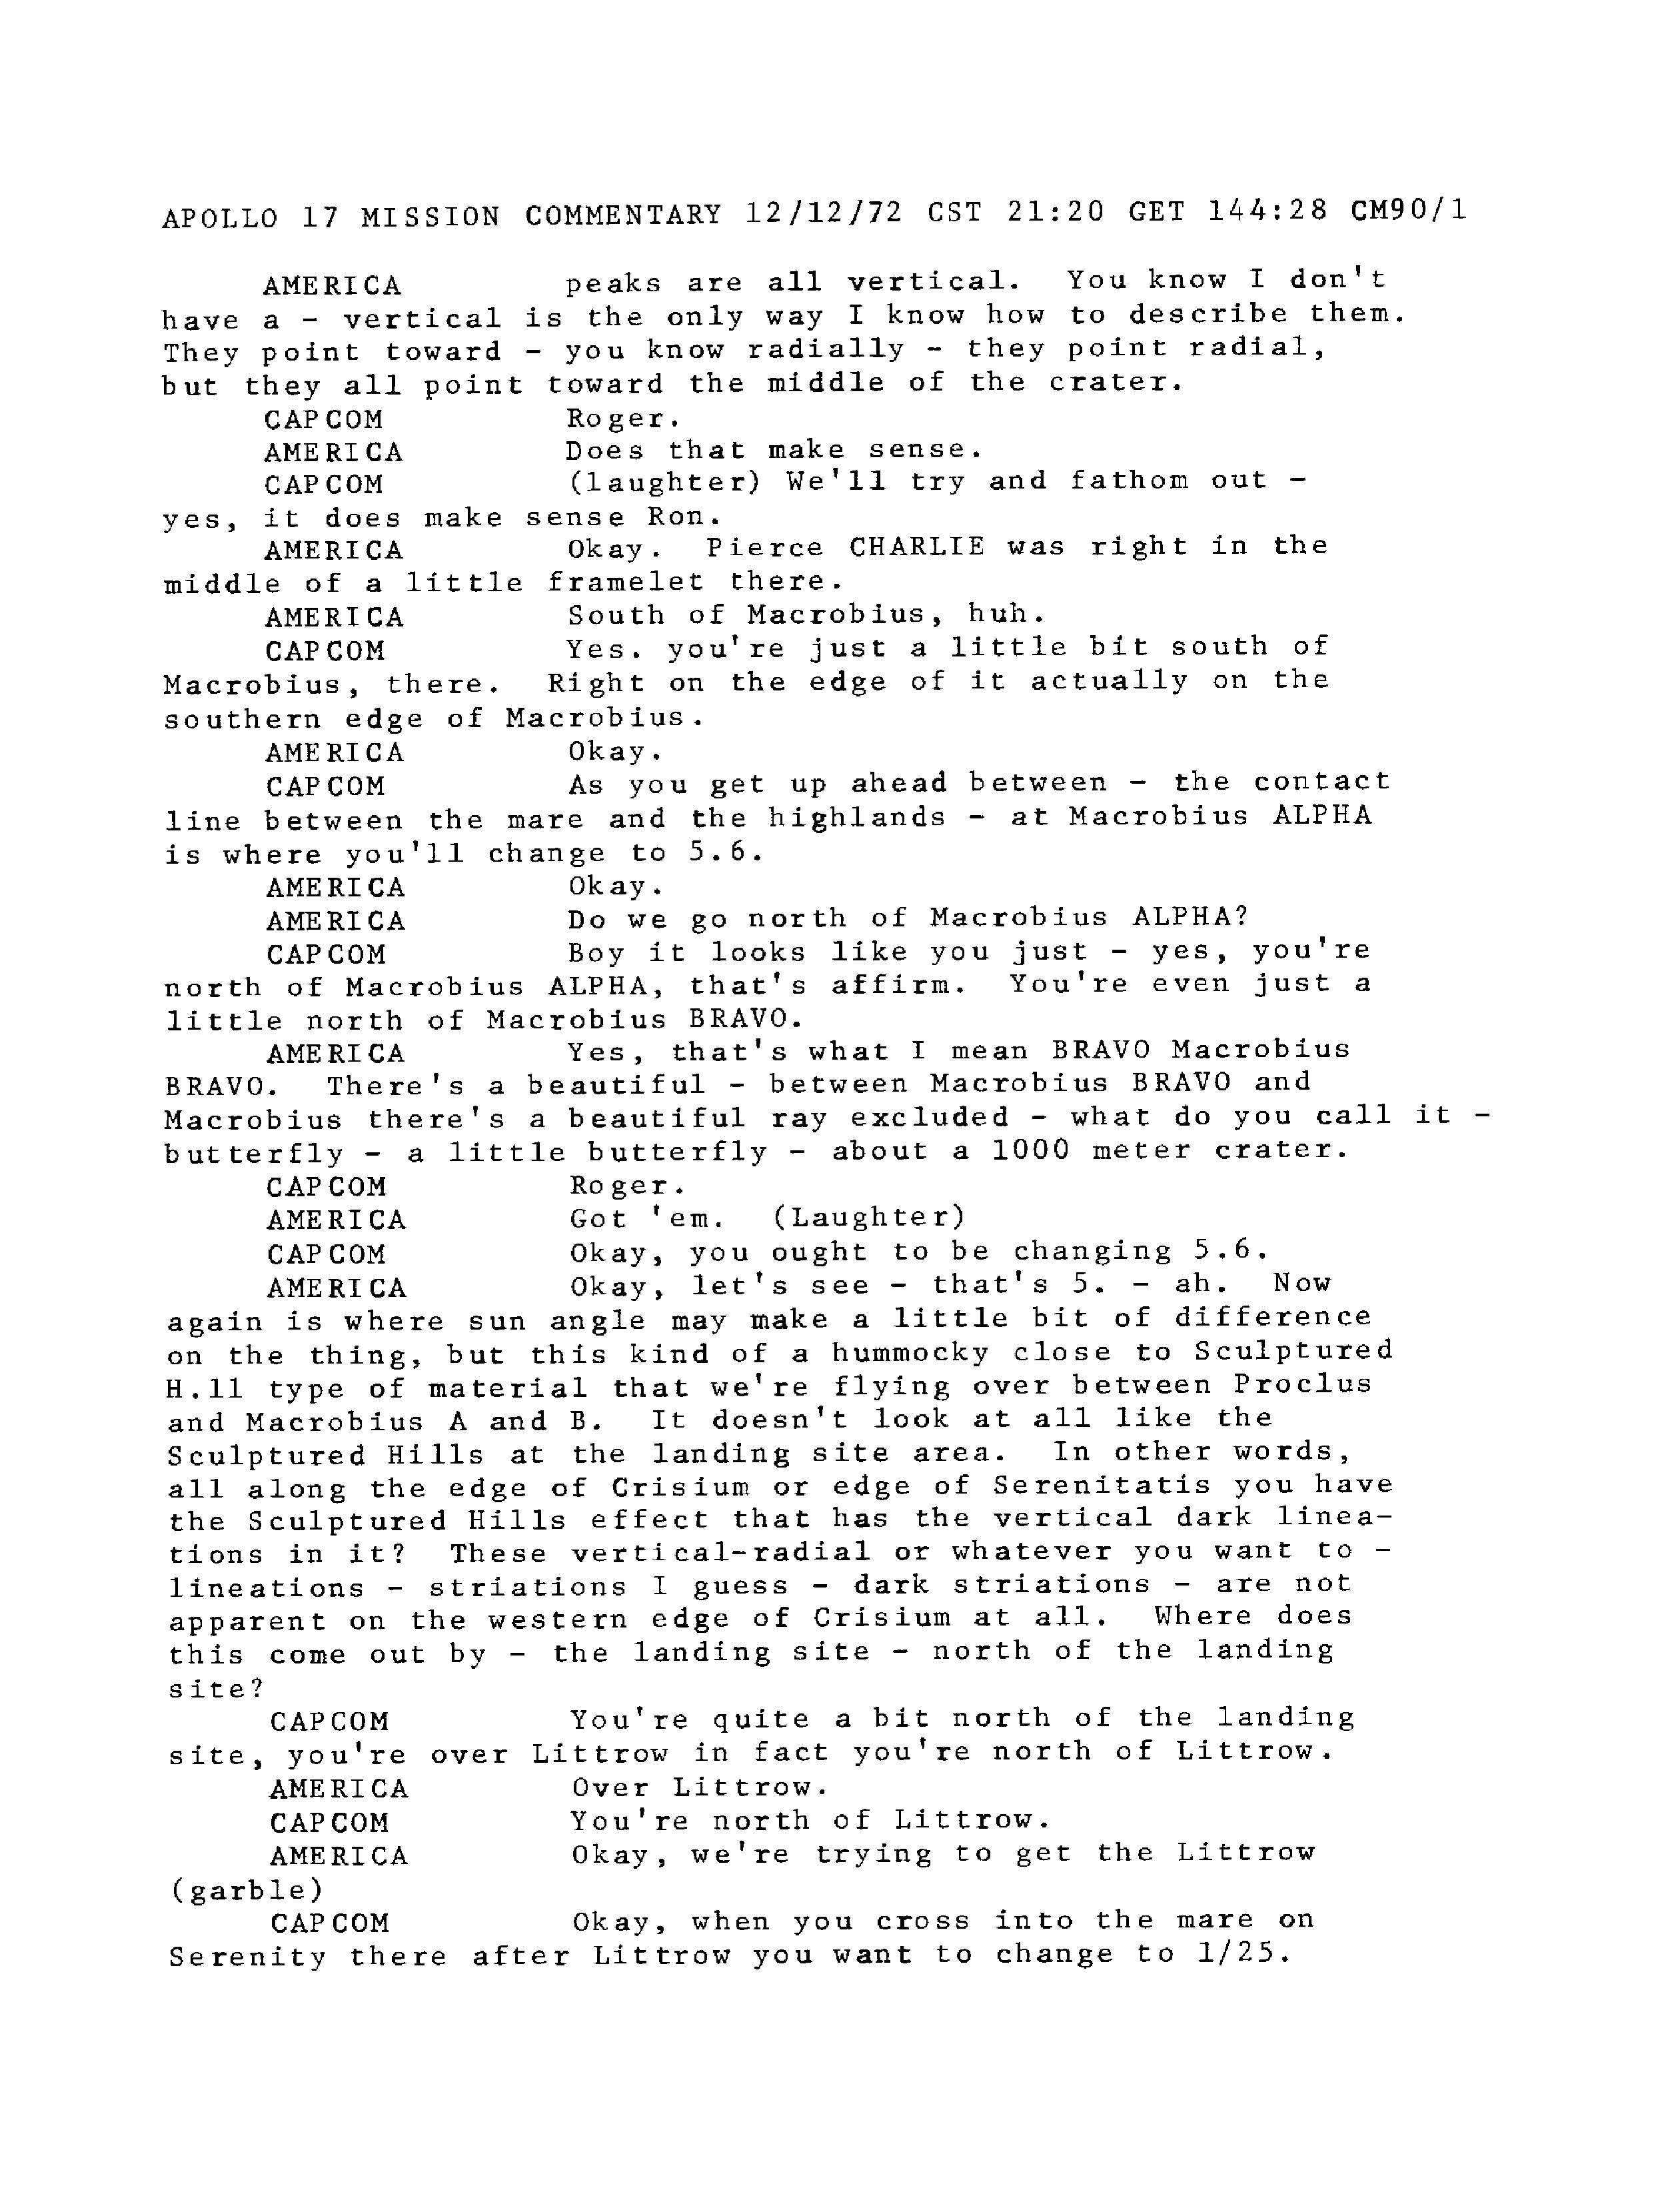 APOLLO 17 MISSION COMMENTARY 12/12/72 CST 21:20 GET 144:28 CM90/1
AMERICA peaks are all vertical. You know I don't
have a - vertical is the only way I know how to describe them.
They point toward - you know radially - they point radial,
but they all point toward the middle of the crater.
CAPCOM Roger.
AMERICA Does that make sense.
CAPCOM (laughter) We'll try and fathom out -
yes, it does make sense Ron.
AMERICA Okay. Pierce CHARLIE was right in the
middle of a little framelet there.
AMERICA South of Macrobius, huh.
CAPCOM Yes. you're just a little bit south of
Macrobius, there. Right on the edge of it actually on the
southern edge of Macrobius.
AMERICA Okay.
CAPCOM As you get up ahead between - the contact
line between the mare and the highlands - at Macrobius ALPHA
is where you'll change to 5.6.
AMERICA Okay.
AMERICA Do we go north of Macrobius ALPHA?
CAPCOM Boy it looks like you just - yes, you're
north of Macrobius ALPHA, that's affirm. You're even just a
little north of Macrobius BRAVO.
AMERICA Yes, that's what I mean BRAVO Macrobius
BRAVO. There's a beautiful - between Macrobius BRAVO and
Macrobius there's a beautiful ray excluded - what do you call it -
butterfly - a little butterfly - about a 1000 meter crater.
CAPCOM Roger.
AMERICA Got 'em. (Laughter)
CAPCOM Okay, you ought to be changing 5.6.
AMERICA Okay, let's see - that's 5. - ah. Now
again is where sun angle may make a little bit of difference
on the thing, but this kind of a hummocky close to Sculptured
H.ll type of material that we're flying over between Proclus
and Macrobius A and B. It doesn't look at all like the
Sculptured Hills at the landing site area. In other words,
all along the edge of Crisium or edge of Serenitatis you have
the Sculptured Hills effect that has the vertical dark linea-
tions in it? These vertical-radial or whatever you want to -
lineations - striations I guess - dark striations - are not
apparent on the western edge of Crisium at all. Where does
this come out by - the landing site - north of the landing
site?
CAPCOM You're quite a bit north of the landing
site, you're over Littrow in fact you're north of Littrow.
AMERICA Over Littrow.
CAPCOM You're north of Littrow.
AMERICA Okay, we're trying to get the Littrow
(garble)
CAPCOM Okay, when you cross into the mare on
Serenity there after Littrow you want to change to 1/25.